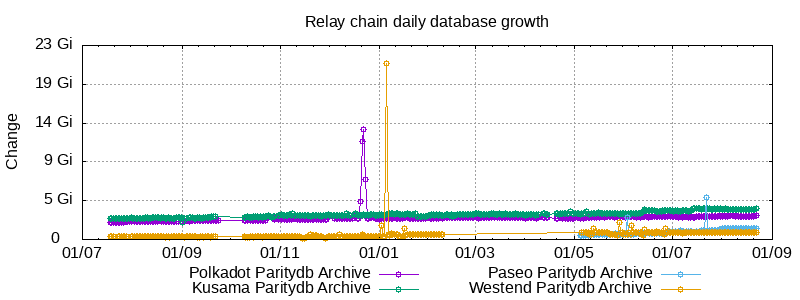 Relay chain daily database growth
23 Gi
19 Gi
14 Gi
9 Gi
5 Gi
0
Change
01/07 01/09 01/11 01/01 01/03 01/05 01/07 01/09
Polkadot Paritydb Archive Paseo Paritydb Archive
Kusama Paritydb Archive Westend Paritydb Archive